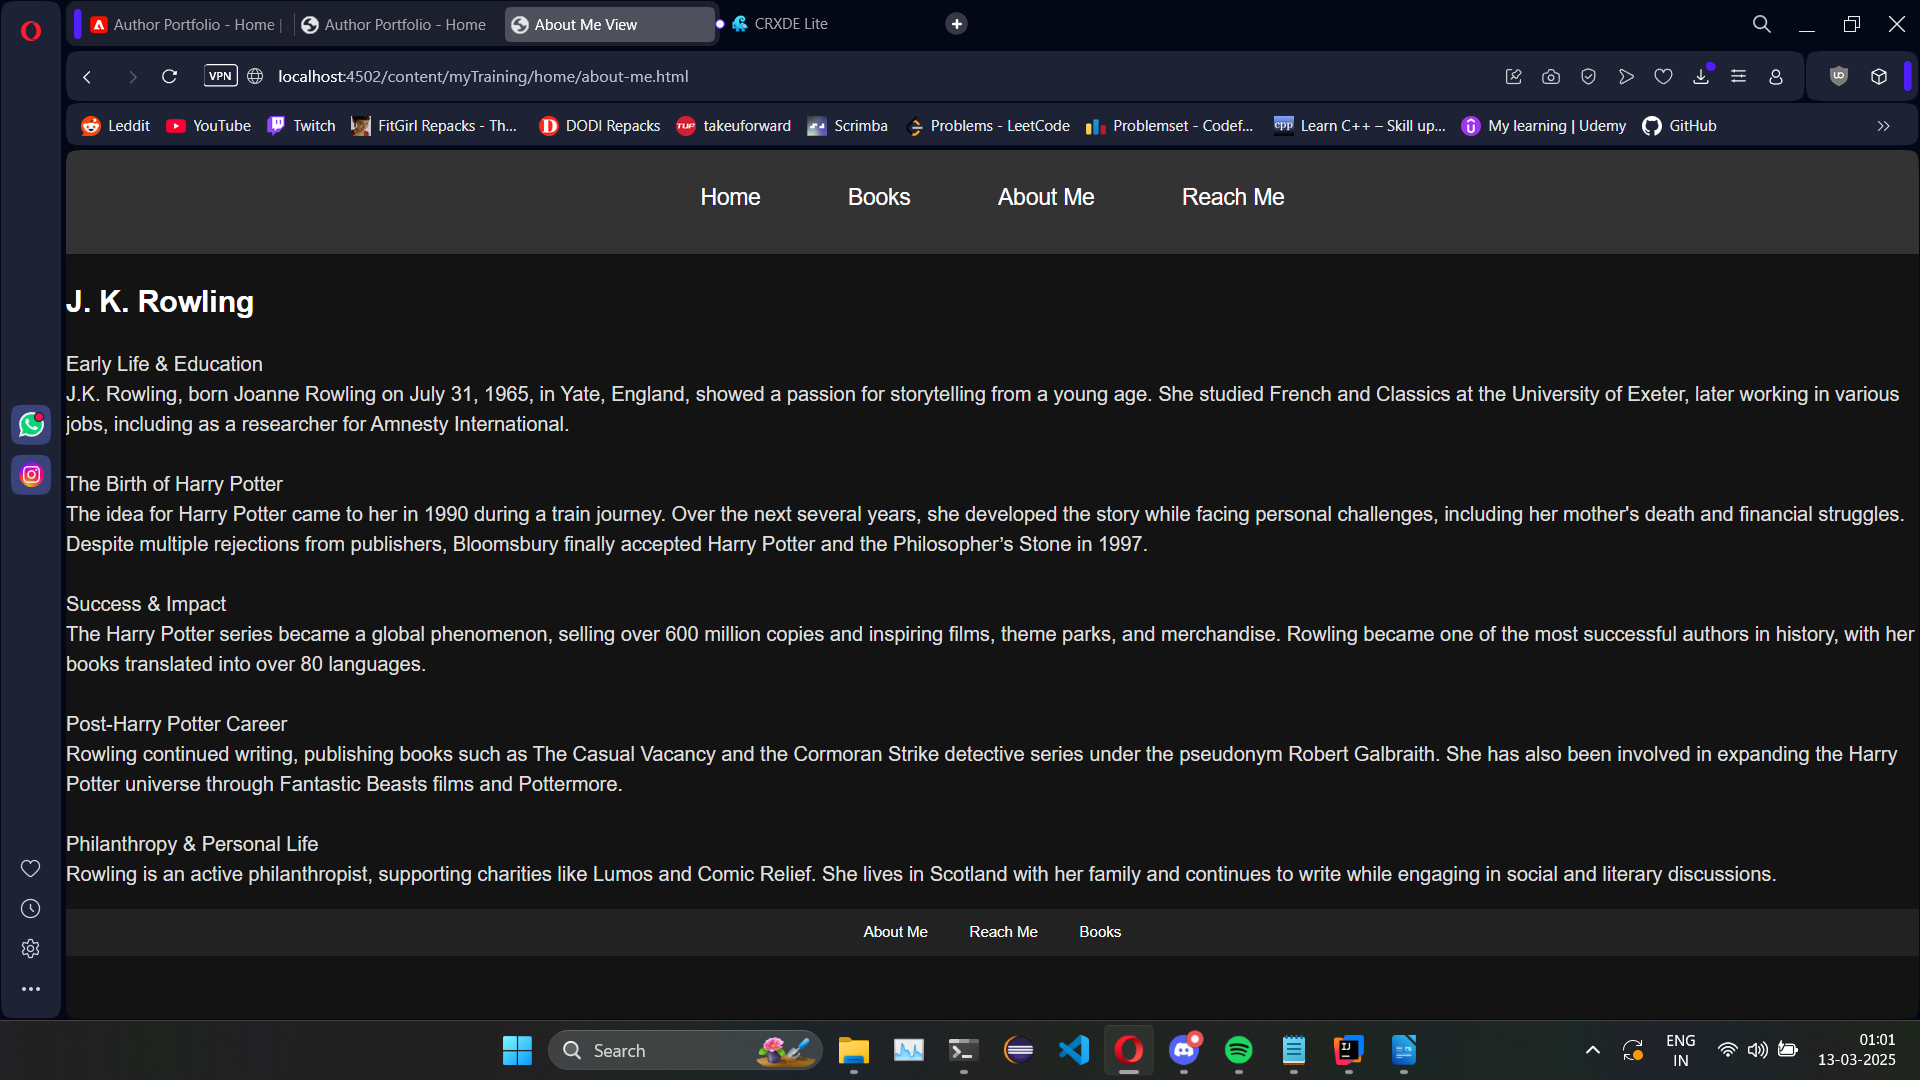 Author Portfolio - Home |
Author Portfolio - Home
About Me View
CRXDE Lite
VPN
localhost:4502/content/myTraining/home/about-me.html
Leddit
YouTube
Twitch
FitGirl Repacks - Th...
DODI Repacks
TUF takeuforward
Scrimba
Problems - LeetCode
Problemset - Codef...
cpp Learn C++ – Skill up...
My learning | Udemy
GitHub
Home
Books
About Me
Reach Me
J. K. Rowling
Early Life & Education
J.K. Rowling, born Joanne Rowling on July 31, 1965, in Yate, England, showed a passion for storytelling from a young age. She studied French and Classics at the University of Exeter, later working in various
jobs, including as a researcher for Amnesty International.
The Birth of Harry Potter
The idea for Harry Potter came to her in 1990 during a train journey. Over the next several years, she developed the story while facing personal challenges, including her mother's death and financial struggles.
Despite multiple rejections from publishers, Bloomsbury finally accepted Harry Potter and the Philosopher’s Stone in 1997.
Success & Impact
The Harry Potter series became a global phenomenon, selling over 600 million copies and inspiring films, theme parks, and merchandise. Rowling became one of the most successful authors in history, with her
books translated into over 80 languages.
Post-Harry Potter Career
Rowling continued writing, publishing books such as The Casual Vacancy and the Cormoran Strike detective series under the pseudonym Robert Galbraith. She has also been involved in expanding the Harry
Potter universe through Fantastic Beasts films and Pottermore.
Philanthropy & Personal Life
Rowling is an active philanthropist, supporting charities like Lumos and Comic Relief. She lives in Scotland with her family and continues to write while engaging in social and literary discussions.
About Me
Reach Me
Books
Search
ENG
IN
01:01
13-03-2025